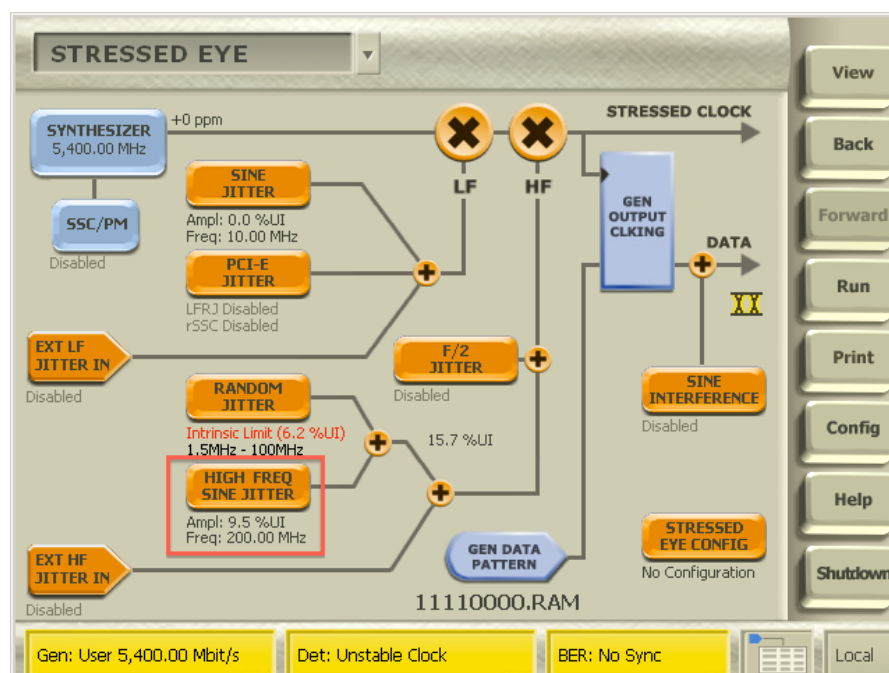 STRESSED EYE
View
Back
Forward
Run
Print
Config
Help
Shutdown
SYNTHESIZER
5,400.00 MHz
+0 ppm
STRESSED CLOCK
SSC/PM
Disabled
SINE
JITTER
Ampl: 0.0 %UI
Freq: 10.00 MHz
LF
HF
GEN
OUTPUT
CLKING
DATA
PCI-E
JITTER
LFRJ Disabled
rSSC Disabled
EXT LF
JITTER IN
Disabled
F/2
JITTER
Disabled
SINE
INTERFERENCE
Disabled
RANDOM
JITTER
Intrinsic Limit (6.2 %UI)
1.5MHz - 100MHz
15.7 %UI
HIGH FREQ
SINE JITTER
Ampl: 9.5 %UI
Freq: 200.00 MHz
STRESSED
EYE CONFIG
No Configuration
EXT HF
JITTER IN
Disabled
GEN DATA
PATTERN
11110000.RAM
Gen: User 5,400.00 Mbit/s
Det: Unstable Clock
BER: No Sync
Local